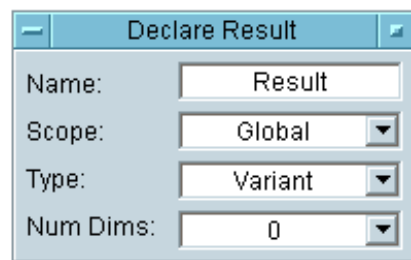 Declare Result
Name: Result
Scope: Global
Type: Variant
Num Dims: 0